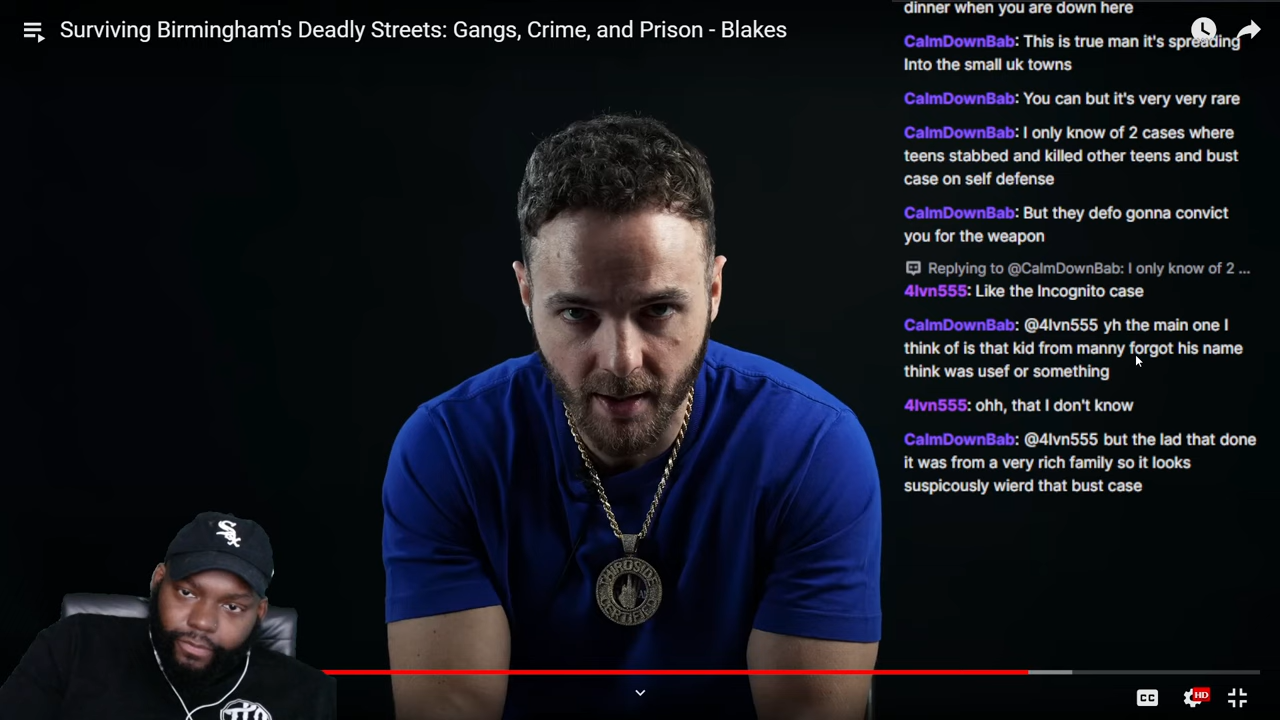 Surviving Birmingham's Deadly Streets: Gangs, Crime, and Prison - Blakes
dinner when you are down here
CalmDownBab: This is true man it's spreading
Into the small uk towns
CalmDownBab: You can but it's very very rare
CalmDownBab: I only know of 2 cases where
teens stabbed and killed other teens and bust
case on self defense
CalmDownBab: But they defo gonna convict
you for the weapon
Replying to @CalmDownBab: I only know of 2 ...
4lvn555: Like the Incognito case
CalmDownBab: @4lvn555 yh the main one I
think of is that kid from manny forgot his name
think was usef or something
4lvn555: ohh, that I don't know
CalmDownBab: @4lvn555 but the lad that done
it was from a very rich family so it looks
suspicously wierd that bust case
CERTIFIED
CC
HD